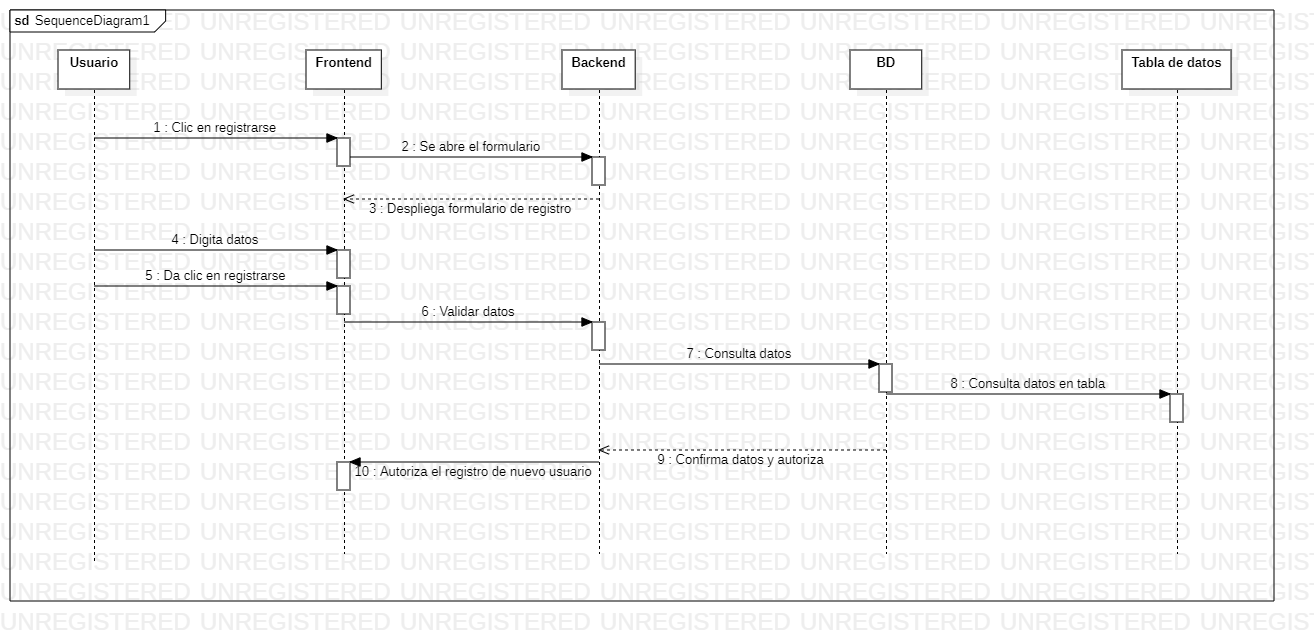 sd SequenceDiagram1
Usuario
Frontend
Backend
BD
Tabla de datos
1 : Clic en registrarse
2 : Se abre el formulario
3 : Despliega formulario de registro
4 : Digita datos
5 : Da clic en registrarse
6 : Validar datos
7 : Consulta datos
8 : Consulta datos en tabla
9 : Confirma datos y autoriza
10 : Autoriza el registro de nuevo usuario
UNREGISTERED